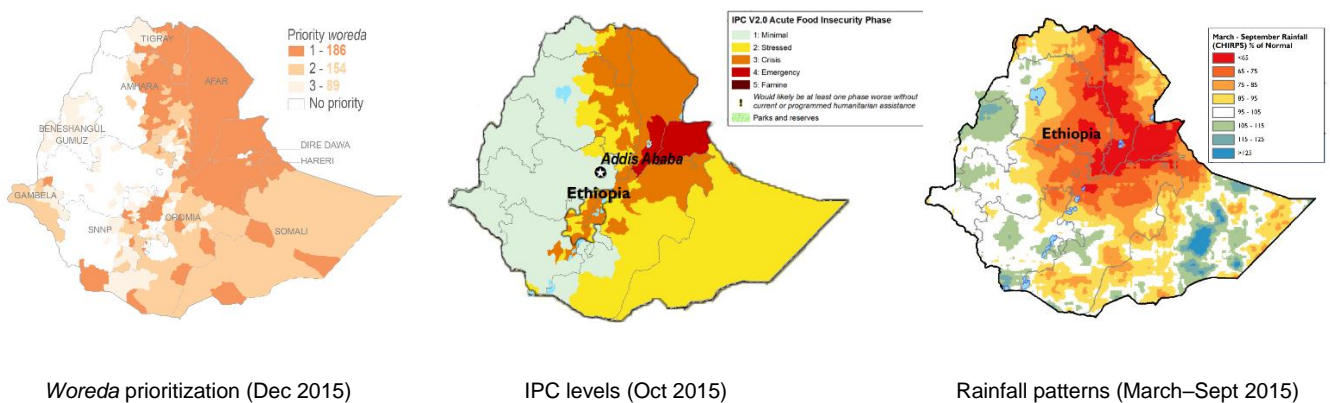 Priority woreda
1 - 186
2 - 154
3 - 89
No priority
TIGRAY
AFAR
AMHARA
BENESHANGUL
GUMUZ
DIRE DAWA
HARERI
GAMBELA
SNNP
OROMIA
SOMALI
IPC V2.0 Acute Food Insecurity Phase
1: Minimal
2: Stressed
3: Crisis
4: Emergency
5: Famine
! Would likely be at least one phase worse without
current or programmed humanitarian assistance
Parks and reserves
Addis Ababa
Ethiopia
March - September Rainfall
(CHIRPS) % of Normal
<65
65 - 75
75 - 85
85 - 95
95 - 105
105 - 115
115 - 125
>125
Ethiopia
Woreda prioritization (Dec 2015)
IPC levels (Oct 2015)
Rainfall patterns (March–Sept 2015)